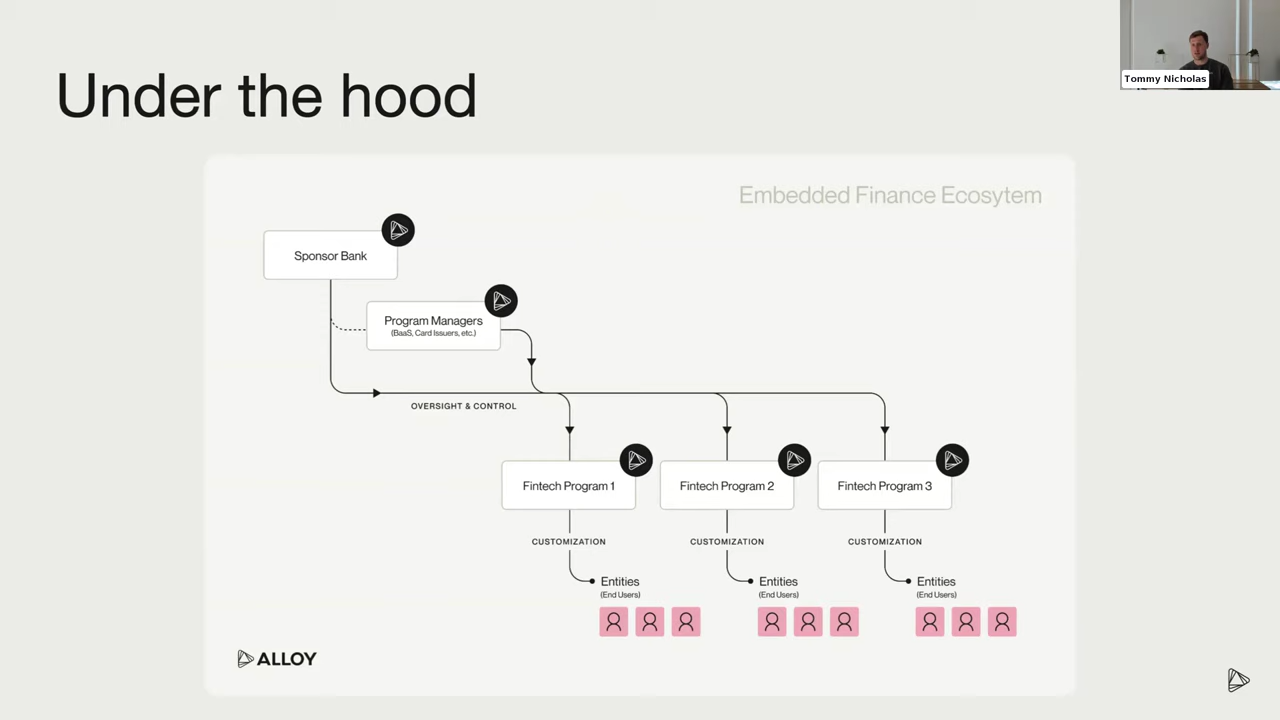 Tommy Nicholas
Under the hood
Embedded Finance Ecosytem
Sponsor Bank
Program Managers
(BaaS, Card Issuers, etc.)
OVERSIGHT & CONTROL
Fintech Program 1
Fintech Program 2
Fintech Program 3
CUSTOMIZATION
CUSTOMIZATION
CUSTOMIZATION
Entities
(End Users)
Entities
(End Users)
Entities
(End Users)
ALLOY